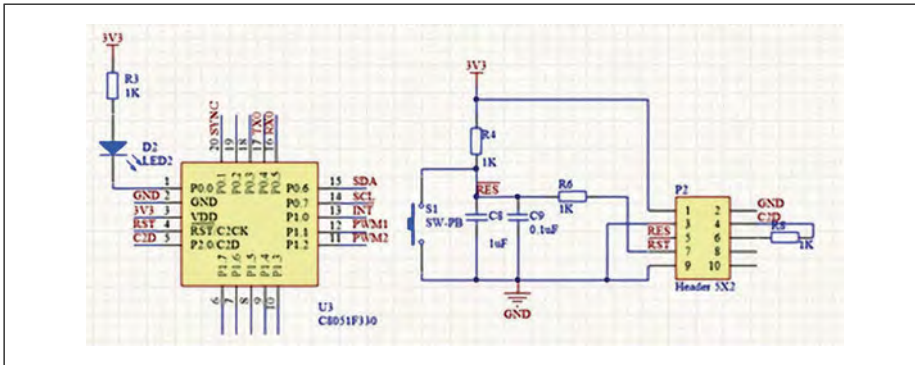 3V3
R3
1K
D2
LED2
20 SYNC
19
18
17 TX0
16 RX0
P0.1
P0.2
P0.3
P0.4
P0.5
1 P0.0
GND 2 GND
3V3 3 VDD
RST 4 RST/C2CK
C2D 5 P2.0/C2D
P0.6 15 SDA
P0.7 14 SCL
P1.0 13 INT
P1.1 12 PWM1
P1.2 11 PWM2
P1.7
P1.6
P1.5
P1.4
P1.3
6
7
8
9
10
U3
C8051F330
3V3
R4
1K
RES
S1
SW-PB
C8
1uF
C9
0.1uF
R6
1K
GND
P2
1 2 GND
3 4 C2D
RES 5 6 R5
1K
RST 7 8
9 10
Header 5X2